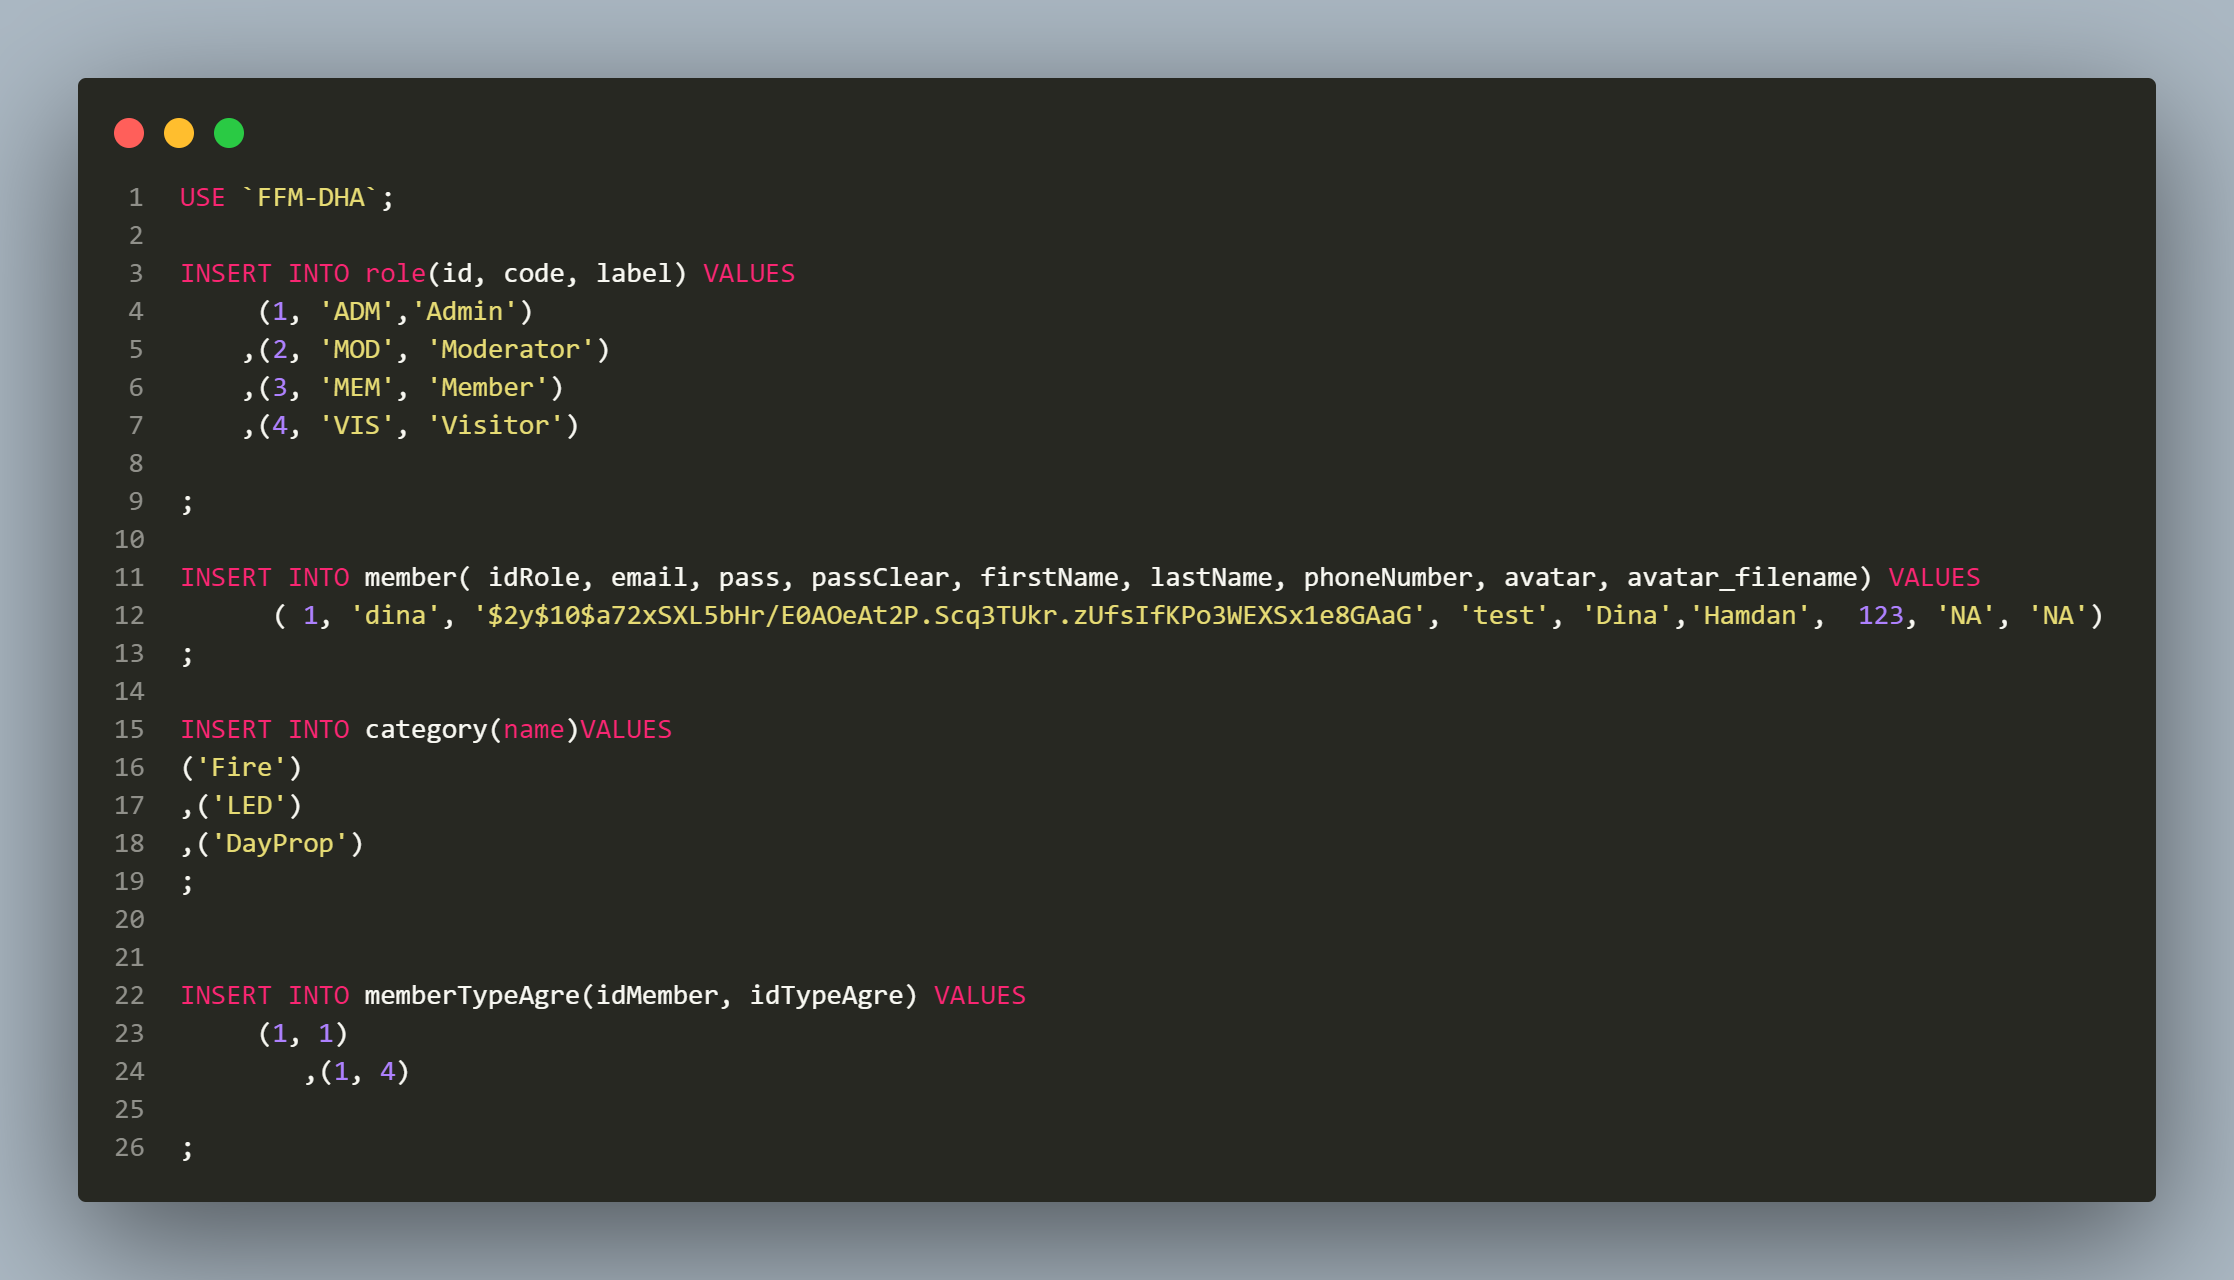 1 USE `FFM-DHA`;
2
3 INSERT INTO role(id, code, label) VALUES
4 (1, 'ADM','Admin')
5 ,(2, 'MOD', 'Moderator')
6 ,(3, 'MEM', 'Member')
7 ,(4, 'VIS', 'Visitor')
8
9 ;
10
11 INSERT INTO member( idRole, email, pass, passClear, firstName, lastName, phoneNumber, avatar, avatar_filename) VALUES
12 ( 1, 'dina', '$2y$10$a72xSXL5bHr/E0AOeAt2P.Scq3TUkr.zUfsIfKPo3WEXSx1e8GAaG', 'test', 'Dina','Hamdan',  123, 'NA', 'NA')
13 ;
14
15 INSERT INTO category(name)VALUES
16 ('Fire')
17 ,('LED')
18 ,('DayProp')
19 ;
20
21
22 INSERT INTO memberTypeAgre(idMember, idTypeAgre) VALUES
23 (1, 1)
24 ,(1, 4)
25
26 ;